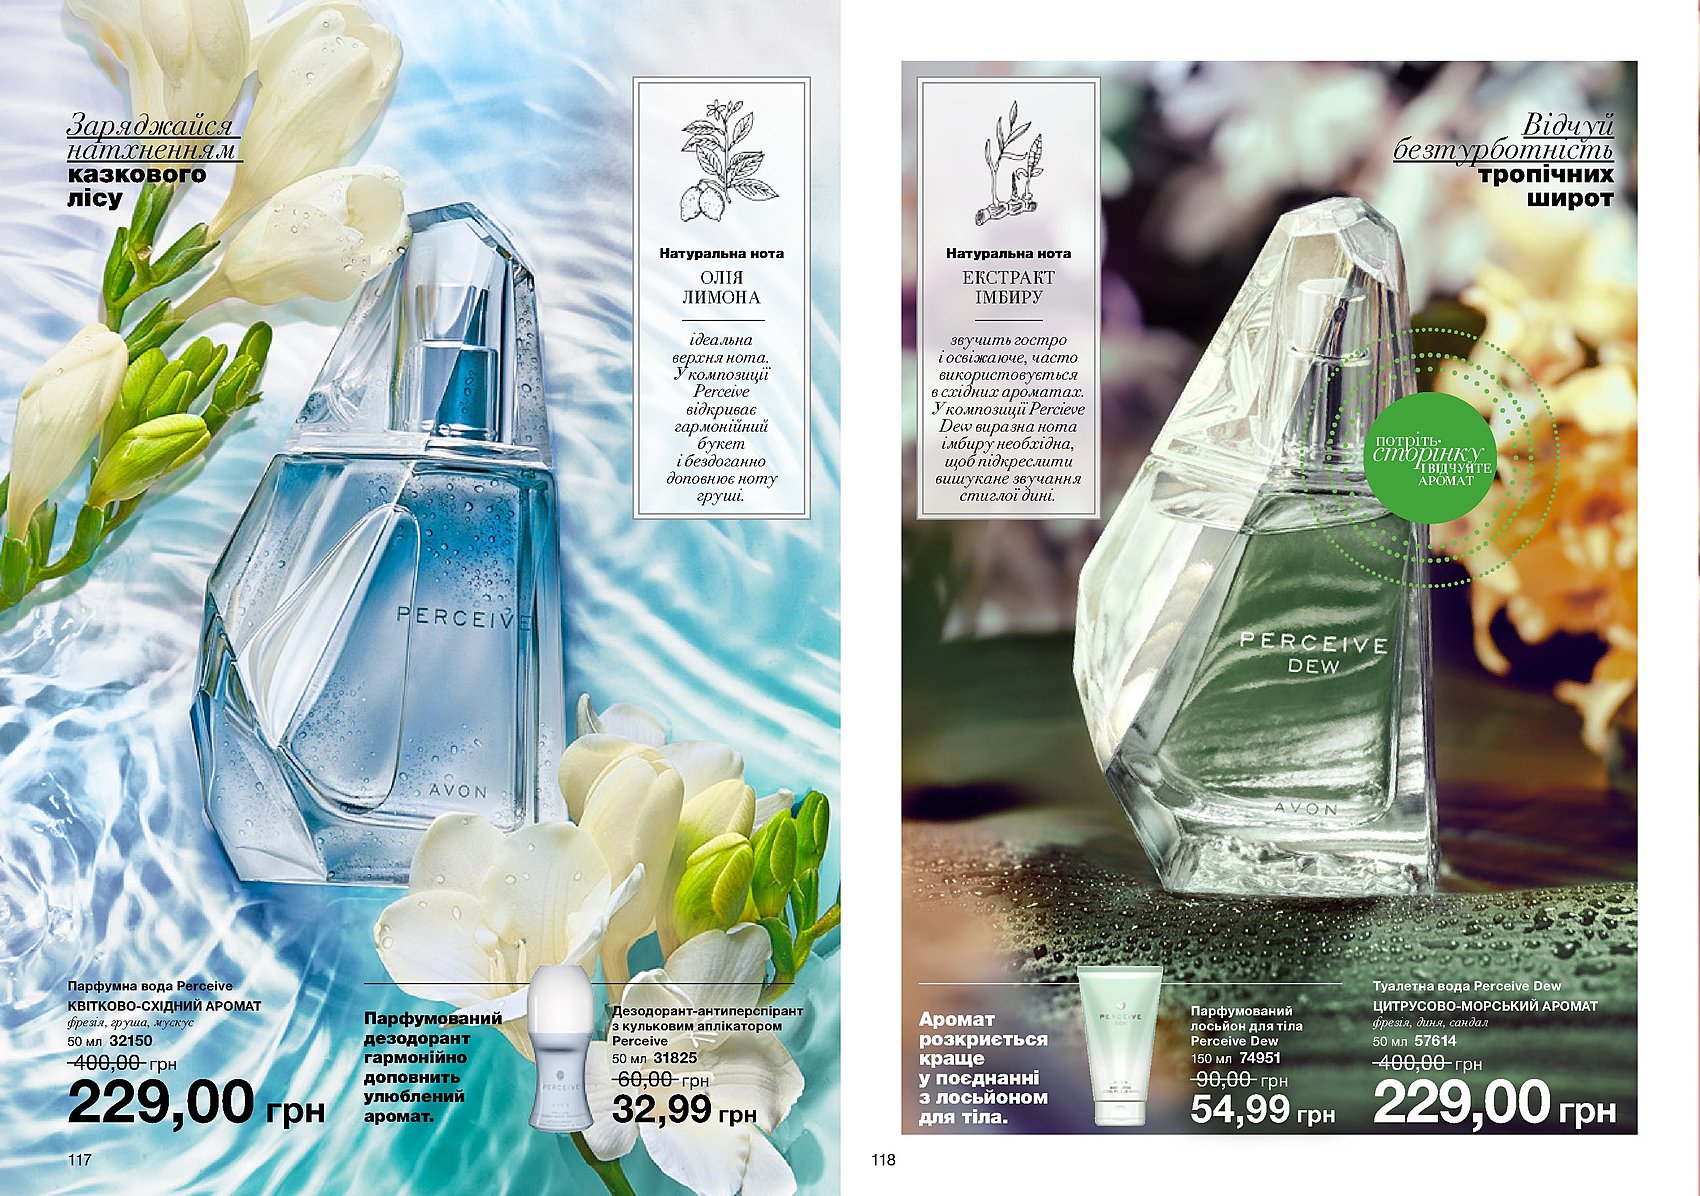 Заряджайся
натхненням
казкового
лісу
Натуральна нота
ОЛІЯ
ЛИМОНА
ідеальна
верхня нота.
У композиції
Perceive
відкриває
гармонійний
букет
і бездоганно
доповнює ноту
груші.
PERCEIVE
AVON
Парфумна вода Perceive
КВІТКОВО-СХІДНИЙ АРОМАТ
фрезія, груша, мускус
50 мл 32150
400,00 грн
229,00 грн
Парфумований
дезодорант
гармонійно
доповнить
улюблений
аромат.
PERCEIVE
AVON
Дезодорант-антиперспірант
з кульковим аплікатором
Perceive
50 мл 31825
60,00 грн
32,99 грн
117
Натуральна нота
ЕКСТРАКТ
ІМБИРУ
звучить гостро
і освіжаюче, часто
використовується
в східних ароматах.
У композиції Percieve
Dew виразна нота
імбиру необхідна,
щоб підкреслити
вишукане звучання
стиглої дині.
Відчуй
безтурботність
тропічних
широт
потріть
сторінку
І ВІДЧУЙТЕ
АРОМАТ
PERCEIVE
DEW
AVON
Аромат
розкриється
краще
у поєднанні
з лосьйоном
для тіла.
PERCEIVE
DEW
Парфумований
лосьйон для тіла
Perceive Dew
150 мл 74951
90,00 грн
54,99 грн
Туалетна вода Perceive Dew
ЦИТРУСОВО-МОРСЬКИЙ АРОМАТ
фрезія, диня, сандал
50 мл 57614
400,00 грн
229,00 грн
118